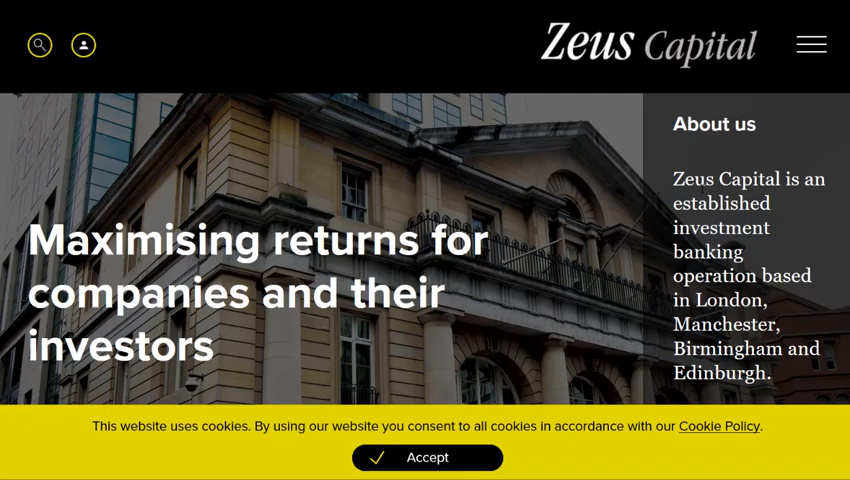 Zeus Capital
About us
Zeus Capital is an
established
investment
banking
operation based
in London,
Manchester,
Birmingham and
Edinburgh.
Maximising returns for
companies and their
investors
This website uses cookies. By using our website you consent to all cookies in accordance with our Cookie Policy.
Accept